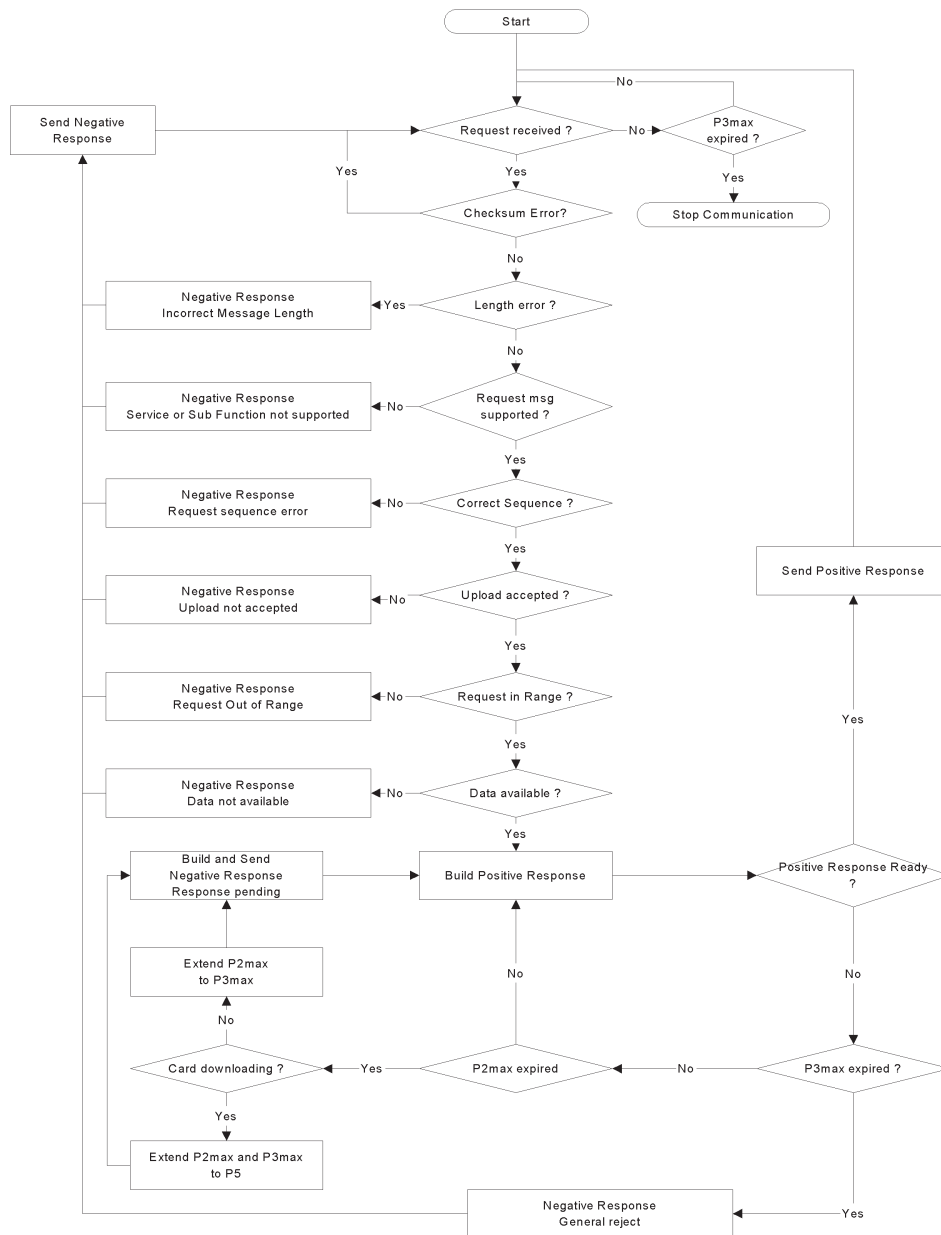 Start
No
Send Negative
Response
Request received ?
No
P3max
expired ?
Yes
Yes
Yes
Checksum Error?
Stop Communication
No
Negative Response
Incorrect Message Length
Yes
Length error ?
No
Negative Response
Service or Sub Function not supported
No
Request msg
supported ?
Yes
Negative Response
Request sequence error
No
Correct Sequence ?
Yes
Send Positive Response
Negative Response
Upload not accepted
No
Upload accepted ?
Yes
Negative Response
Request Out of Range
No
Request in Range ?
Yes
Yes
Negative Response
Data not available
No
Data available ?
Yes
Build and Send
Negative Response
Response pending
Build Positive Response
Positive Response Ready
?
Extend P2max
to P3max
No
No
No
Card downloading ?
Yes
P2max expired
No
P3max expired ?
Yes
Extend P2max and P3max
to P5
Negative Response
General reject
Yes